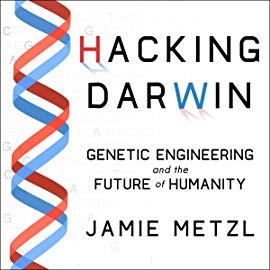 HACKING
DARWIN
GENETIC ENGINEERING
and the
FUTURE of HUMANITY
JAMIE METZL